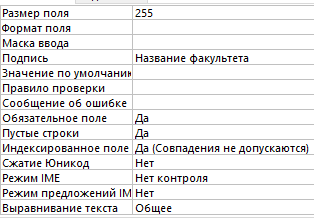 Размер поля 255
Формат поля
Маска ввода
Подпись Название факультета
Значение по умолчани
Правило проверки
Сообщение об ошибке
Обязательное поле Да
Пустые строки Да
Индексированное поле Да (Совпадения не допускаются)
Сжатие Юникод Нет
Режим IME Нет контроля
Режим предложений IM Нет
Выравнивание текста Общее